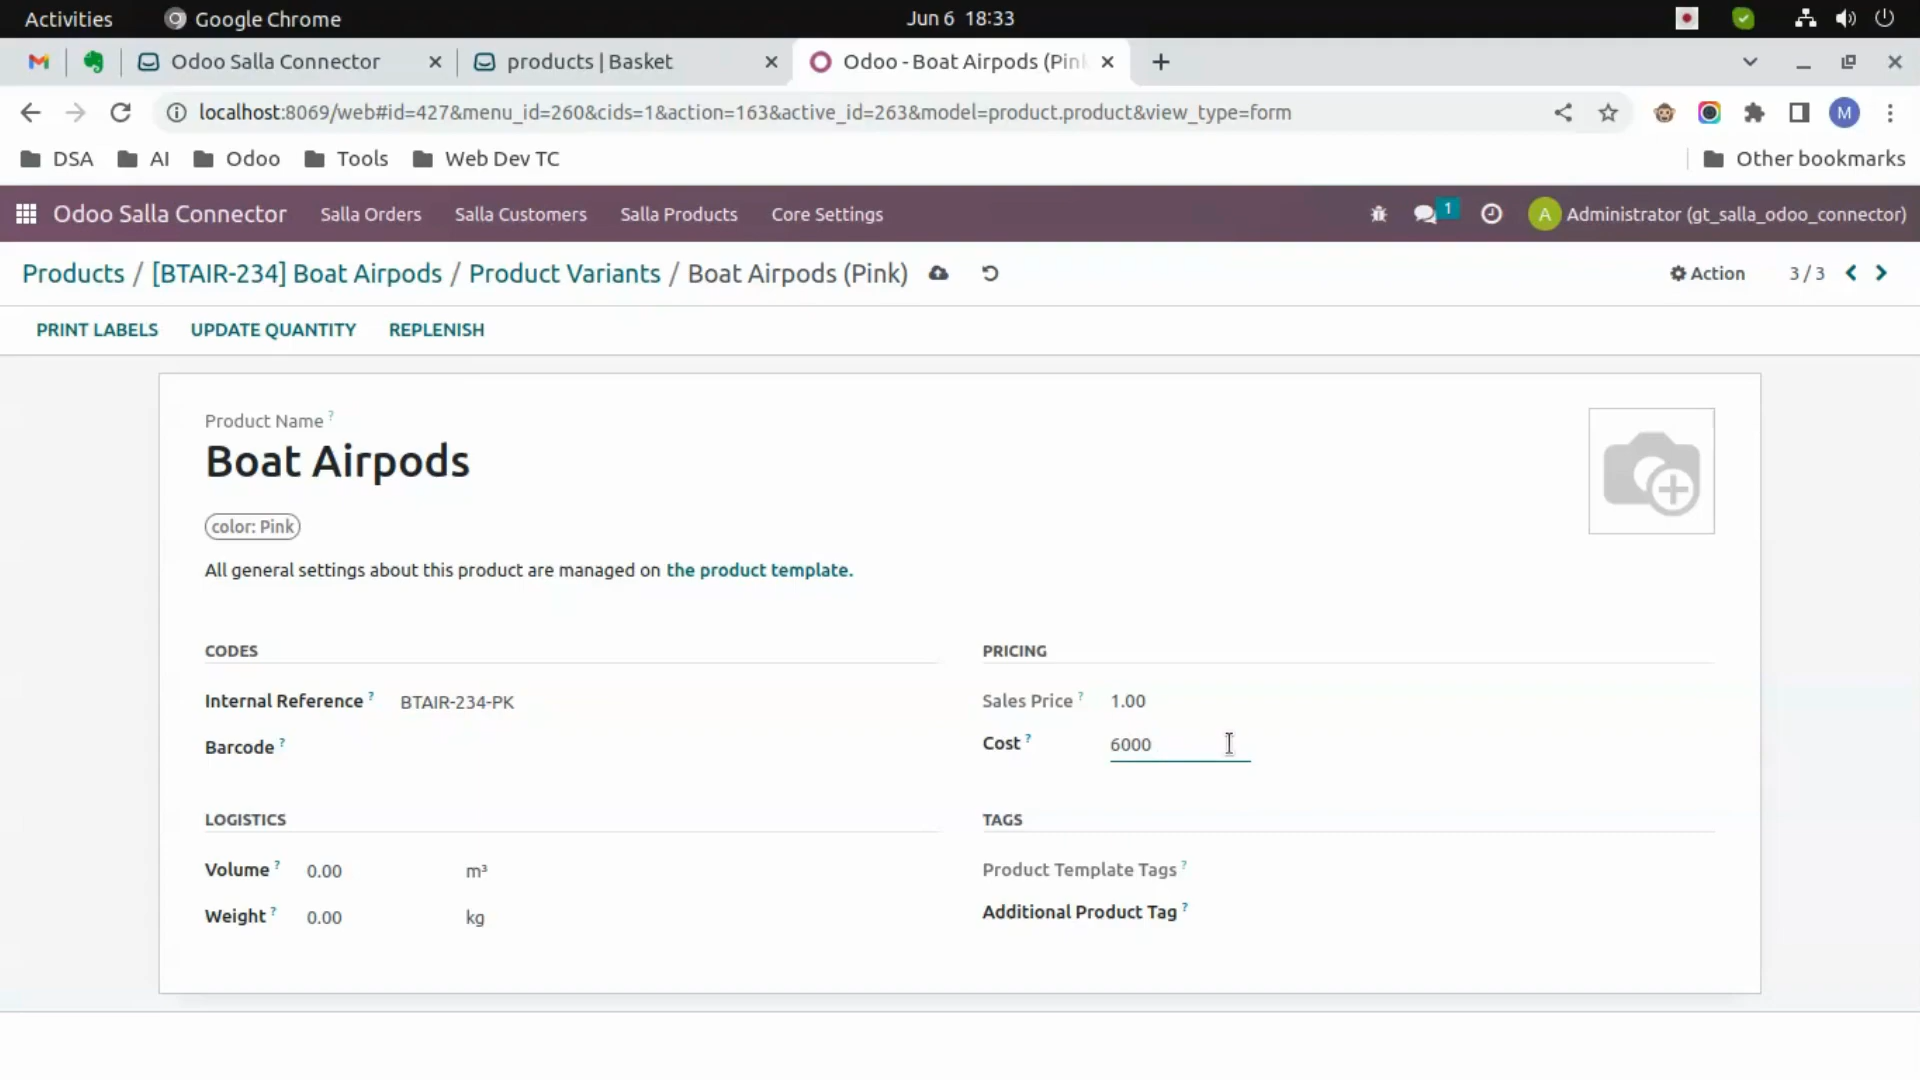 Activities Google Chrome Jun 6 18:33
Odoo Salla Connector products | Basket Odoo - Boat Airpods (Pin
localhost:8069/web#id=427&menu_id=260&cids=1&action=163&active_id=263&model=product.product&view_type=form M
DSA AI Odoo Tools Web Dev TC Other bookmarks
Odoo Salla Connector Salla Orders Salla Customers Salla Products Core Settings 1 A Administrator (gt_salla_odoo_connector)
Products / [BTAIR-234] Boat Airpods / Product Variants / Boat Airpods (Pink) Action 3 / 3
PRINT LABELS UPDATE QUANTITY REPLENISH
Product Name ?
Boat Airpods
color: Pink
All general settings about this product are managed on the product template.
CODES
Internal Reference ? BTAIR-234-PK
Barcode ?
PRICING
Sales Price ? 1.00
Cost ? 6000
LOGISTICS
Volume ? 0.00 m³
Weight ? 0.00 kg
TAGS
Product Template Tags ?
Additional Product Tag ?